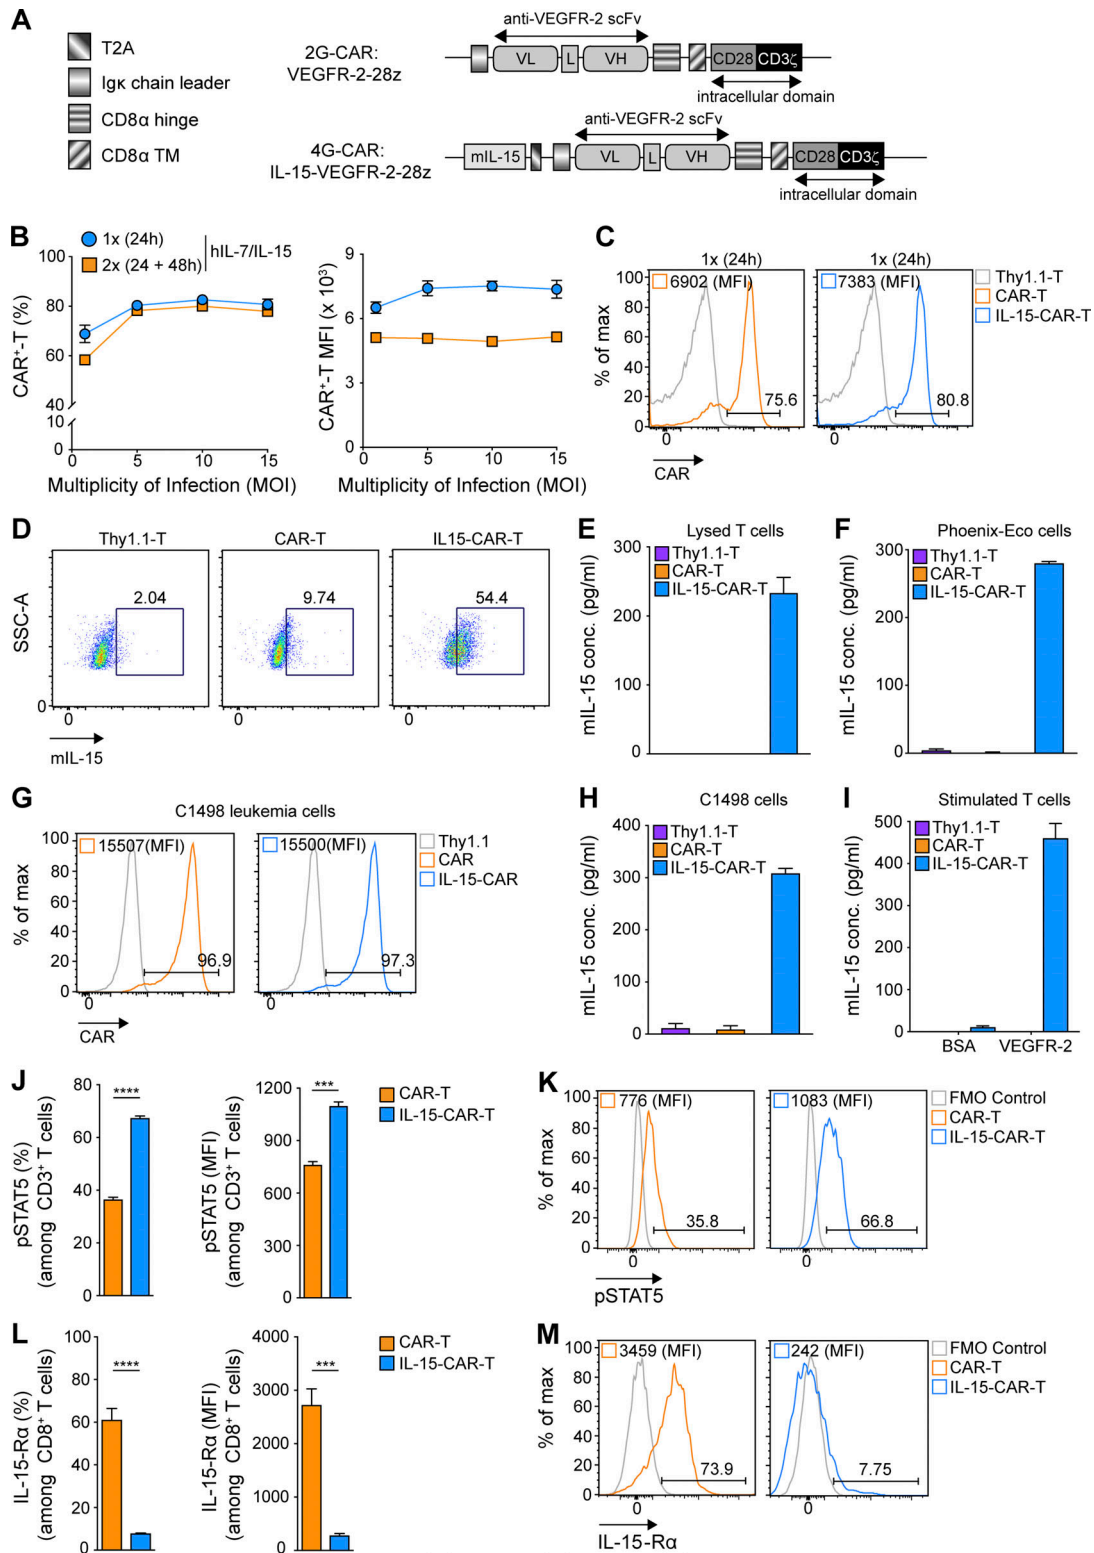 A
T2A
Igκ chain leader
CD8α hinge
CD8α TM
2G-CAR:
VEGFR-2-28z
anti-VEGFR-2 scFv
VL L VH CD28 CD3ζ
intracellular domain
4G-CAR:
IL-15-VEGFR-2-28z
anti-VEGFR-2 scFv
mIL-15 VL L VH CD28 CD3ζ
intracellular domain
B
1x (24h)
2x (24 + 48h)
hIL-7/IL-15
CAR⁺-T (%)
100
80
60
40
10
0
0 5 10 15
Multiplicity of Infection (MOI)
CAR⁺-T MFI (x 10³)
9
6
3
0
0 5 10 15
Multiplicity of Infection (MOI)
C
1x (24h)
1x (24h)
% of max
100
80
60
40
20
0
6902 (MFI)
75.6
0
7383 (MFI)
80.8
0
CAR
Thy1.1-T
CAR-T
IL-15-CAR-T
D
Thy1.1-T
CAR-T
IL15-CAR-T
SSC-A
0
2.04
9.74
54.4
0
0
0
mIL-15
E
Lysed T cells
mIL-15 conc. (pg/ml)
300
200
100
0
Thy1.1-T
CAR-T
IL-15-CAR-T
F
Phoenix-Eco cells
mIL-15 conc. (pg/ml)
300
200
100
0
Thy1.1-T
CAR-T
IL-15-CAR-T
G
C1498 leukemia cells
% of max
100
80
60
40
20
0
15507(MFI)
96.9
0
15500(MFI)
97.3
0
CAR
Thy1.1
CAR
IL-15-CAR
H
C1498 cells
mIL-15 conc. (pg/ml)
400
300
200
100
0
Thy1.1-T
CAR-T
IL-15-CAR-T
I
Stimulated T cells
mIL-15 conc. (pg/ml)
500
400
300
200
100
0
Thy1.1-T
CAR-T
IL-15-CAR-T
BSA VEGFR-2
J
pSTAT5 (%)
(among CD3⁺ T cells)
80
60
40
20
0
****
pSTAT5 (MFI)
(among CD3⁺ T cells)
1200
900
600
300
0
***
CAR-T
IL-15-CAR-T
K
% of max
100
80
60
40
20
0
776 (MFI)
35.8
0
1083 (MFI)
66.8
0
pSTAT5
FMO Control
CAR-T
IL-15-CAR-T
L
IL-15-Rα (%)
(among CD8⁺ T cells)
100
80
60
40
20
0
****
IL-15-Rα (MFI)
(among CD8⁺ T cells)
4000
3000
2000
1000
0
***
CAR-T
IL-15-CAR-T
M
% of max
100
80
60
40
20
0
3459 (MFI)
73.9
0
242 (MFI)
7.75
0
IL-15-Rα
FMO Control
CAR-T
IL-15-CAR-T